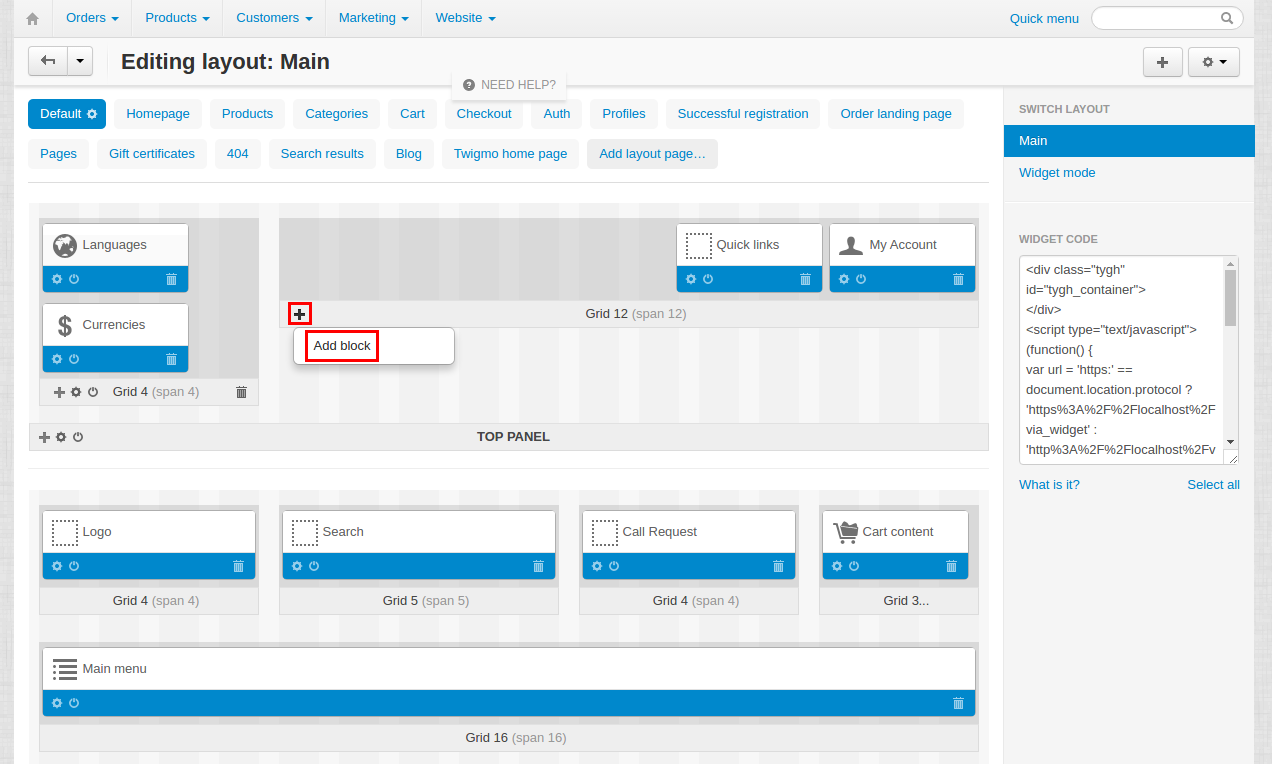 Orders Products Customers Marketing Website Quick menu
Editing layout: Main
NEED HELP?
Default Homepage Products Categories Cart Checkout Auth Profiles Successful registration Order landing page
Pages Gift certificates 404 Search results Blog Twigmo home page Add layout page…
SWITCH LAYOUT
Main
Widget mode
Languages
Quick links
My Account
Currencies
Grid 12 (span 12)
Add block
Grid 4 (span 4)
TOP PANEL
WIDGET CODE
<div class="tygh"
id="tygh_container">
</div>
<script type="text/javascript">
(function() {
var url = 'https:' ==
document.location.protocol ?
'https%3A%2F%2Flocalhost%2F
via_widget' :
'http%3A%2F%2Flocalhost%2Fv
What is it? Select all
Logo
Search
Call Request
Cart content
Grid 4 (span 4)
Grid 5 (span 5)
Grid 4 (span 4)
Grid 3...
Main menu
Grid 16 (span 16)